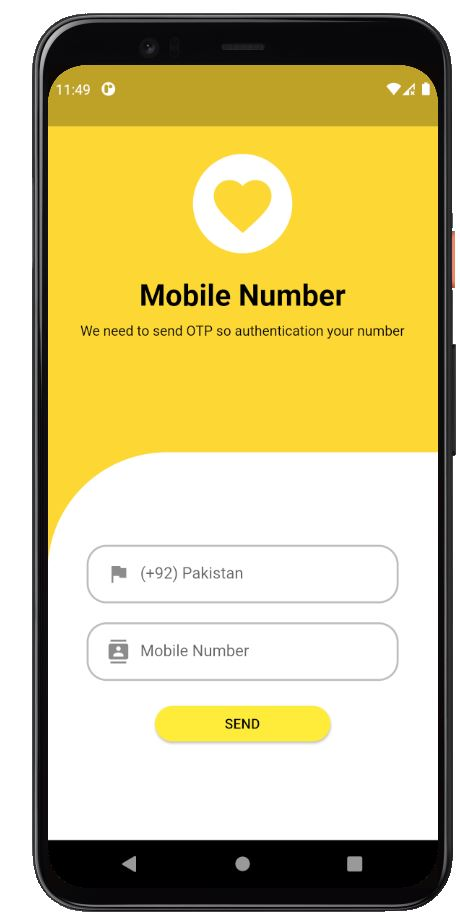 11:49
Mobile Number
We need to send OTP so authentication your number
(+92) Pakistan
Mobile Number
SEND